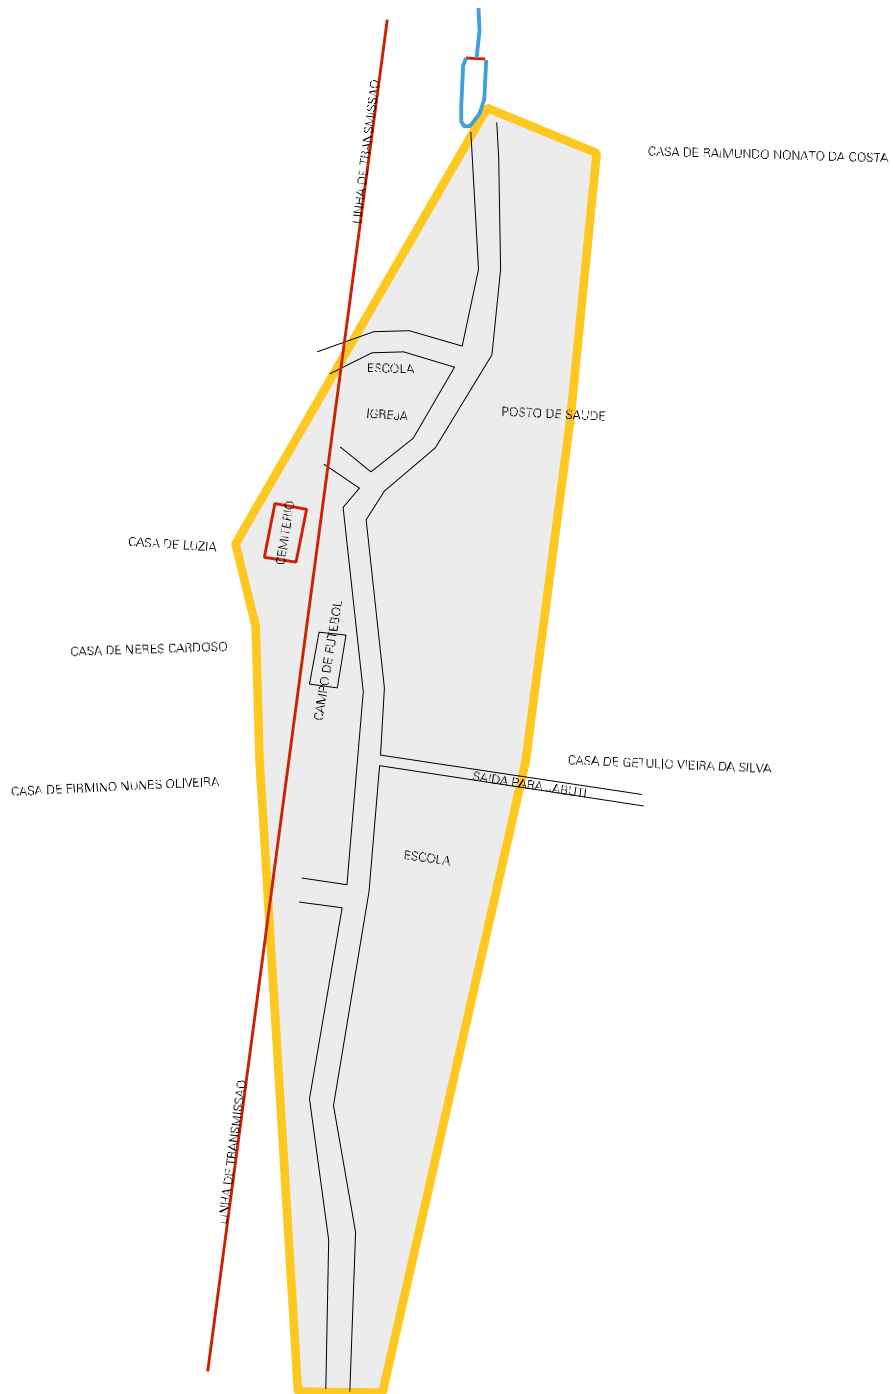 LINHA DE TRANSMISSAO
CASA DE RAIMUNDO NONATO DA COSTA
ESCOLA
IGREJA
POSTO DE SAUDE
CEMITERIO
CASA DE LUZIA
CAMPO DE FUTEBOL
CASA DE NERES CARDOSO
CASA DE GETULIO VIEIRA DA SILVA
SAIDA PARA JABUTI
CASA DE FIRMINO NUNES OLIVEIRA
ESCOLA
LINHA DE TRANSMISSAO